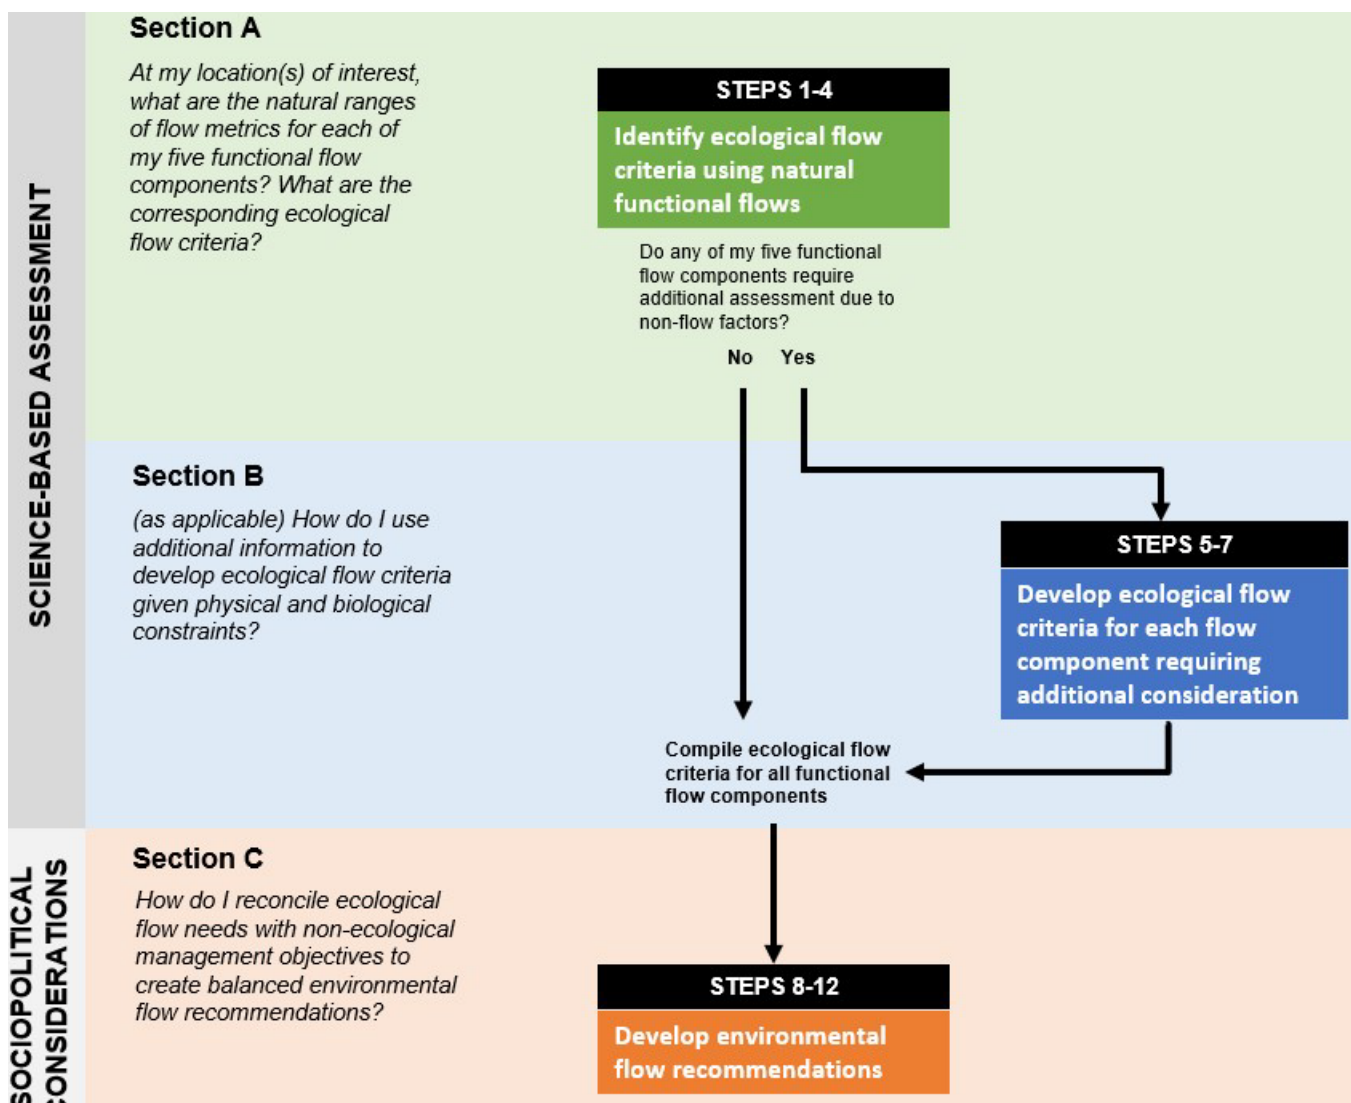 SCIENCE-BASED ASSESSMENT
Section A
At my location(s) of interest,
what are the natural ranges
of flow metrics for each of
my five functional flow
components? What are the
corresponding ecological
flow criteria?
STEPS 1-4
Identify ecological flow
criteria using natural
functional flows
Do any of my five functional
flow components require
additional assessment due to
non-flow factors?
No Yes
Section B
(as applicable) How do I use
additional information to
develop ecological flow criteria
given physical and biological
constraints?
STEPS 5-7
Develop ecological flow
criteria for each flow
component requiring
additional consideration
Compile ecological flow
criteria for all functional
flow components
SOCIOPOLITICAL
CONSIDERATIONS
Section C
How do I reconcile ecological
flow needs with non-ecological
management objectives to
create balanced environmental
flow recommendations?
STEPS 8-12
Develop environmental
flow recommendations